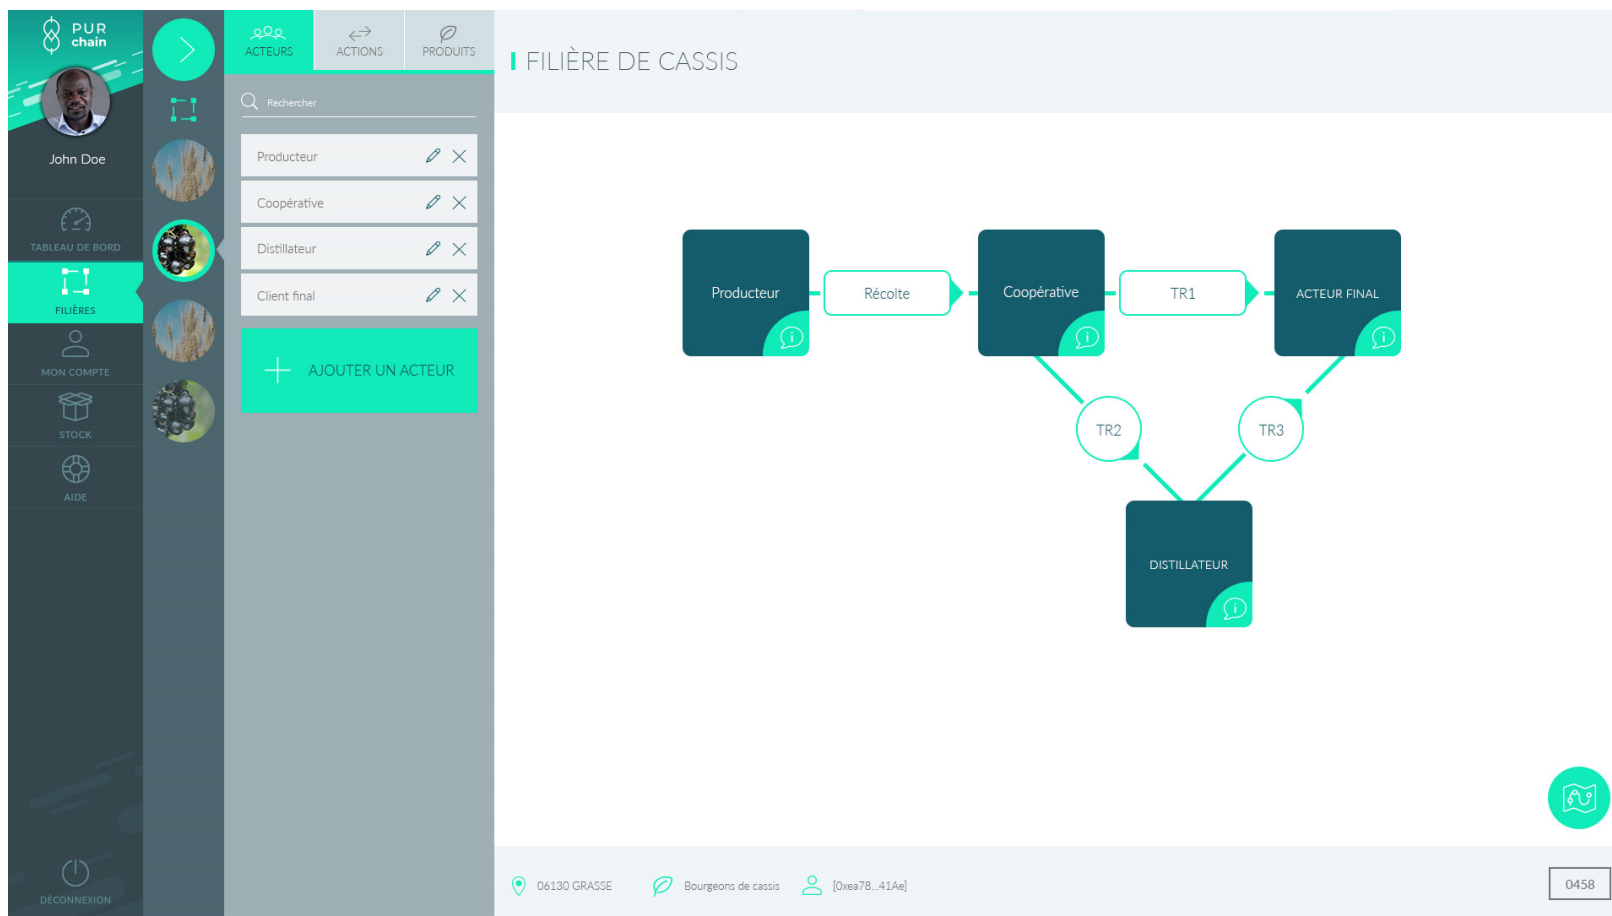 PUR
chain
John Doe
TABLEAU DE BORD
FILIÈRES
MON COMPTE
STOCK
AIDE
DÉCONNEXION
ACTEURS
ACTIONS
PRODUITS
Rechercher
Producteur
Coopérative
Distillateur
Client final
AJOUTER UN ACTEUR
FILIÈRE DE CASSIS
Producteur
Récolte
Coopérative
TR1
ACTEUR FINAL
TR2
TR3
DISTILLATEUR
06130 GRASSE
Bourgeons de cassis
[0xea78...41Ae]
0458